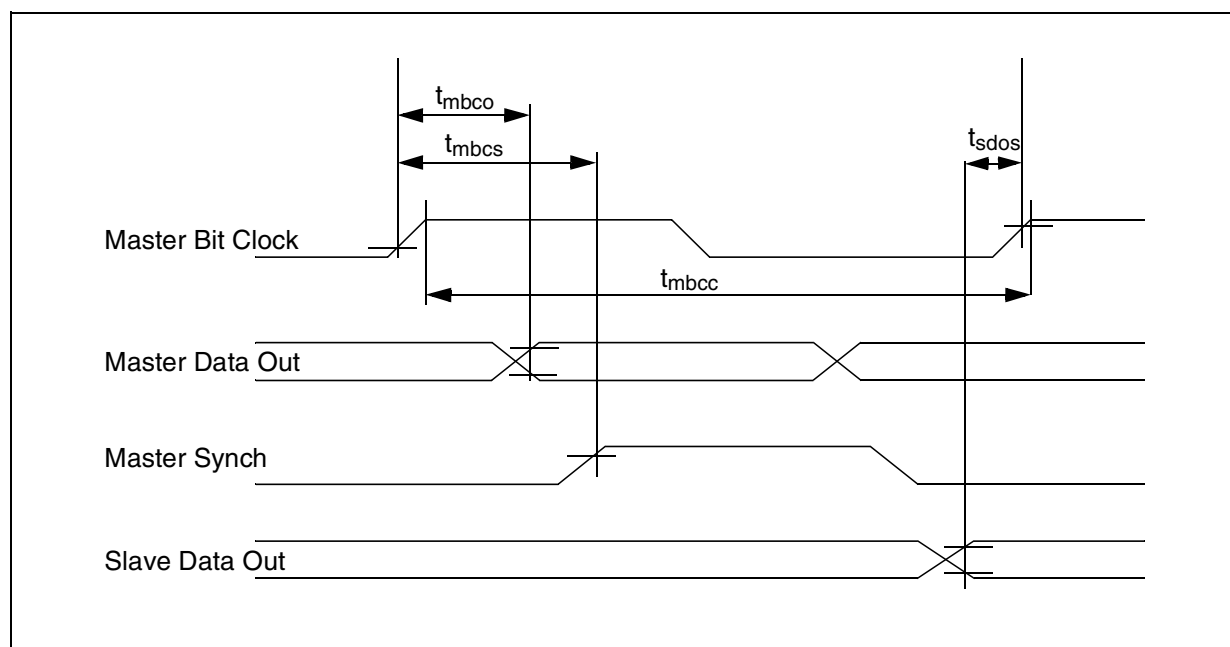 tmbco
tmbcs
tsdos
Master Bit Clock
tmbcc
Master Data Out
Master Synch
Slave Data Out